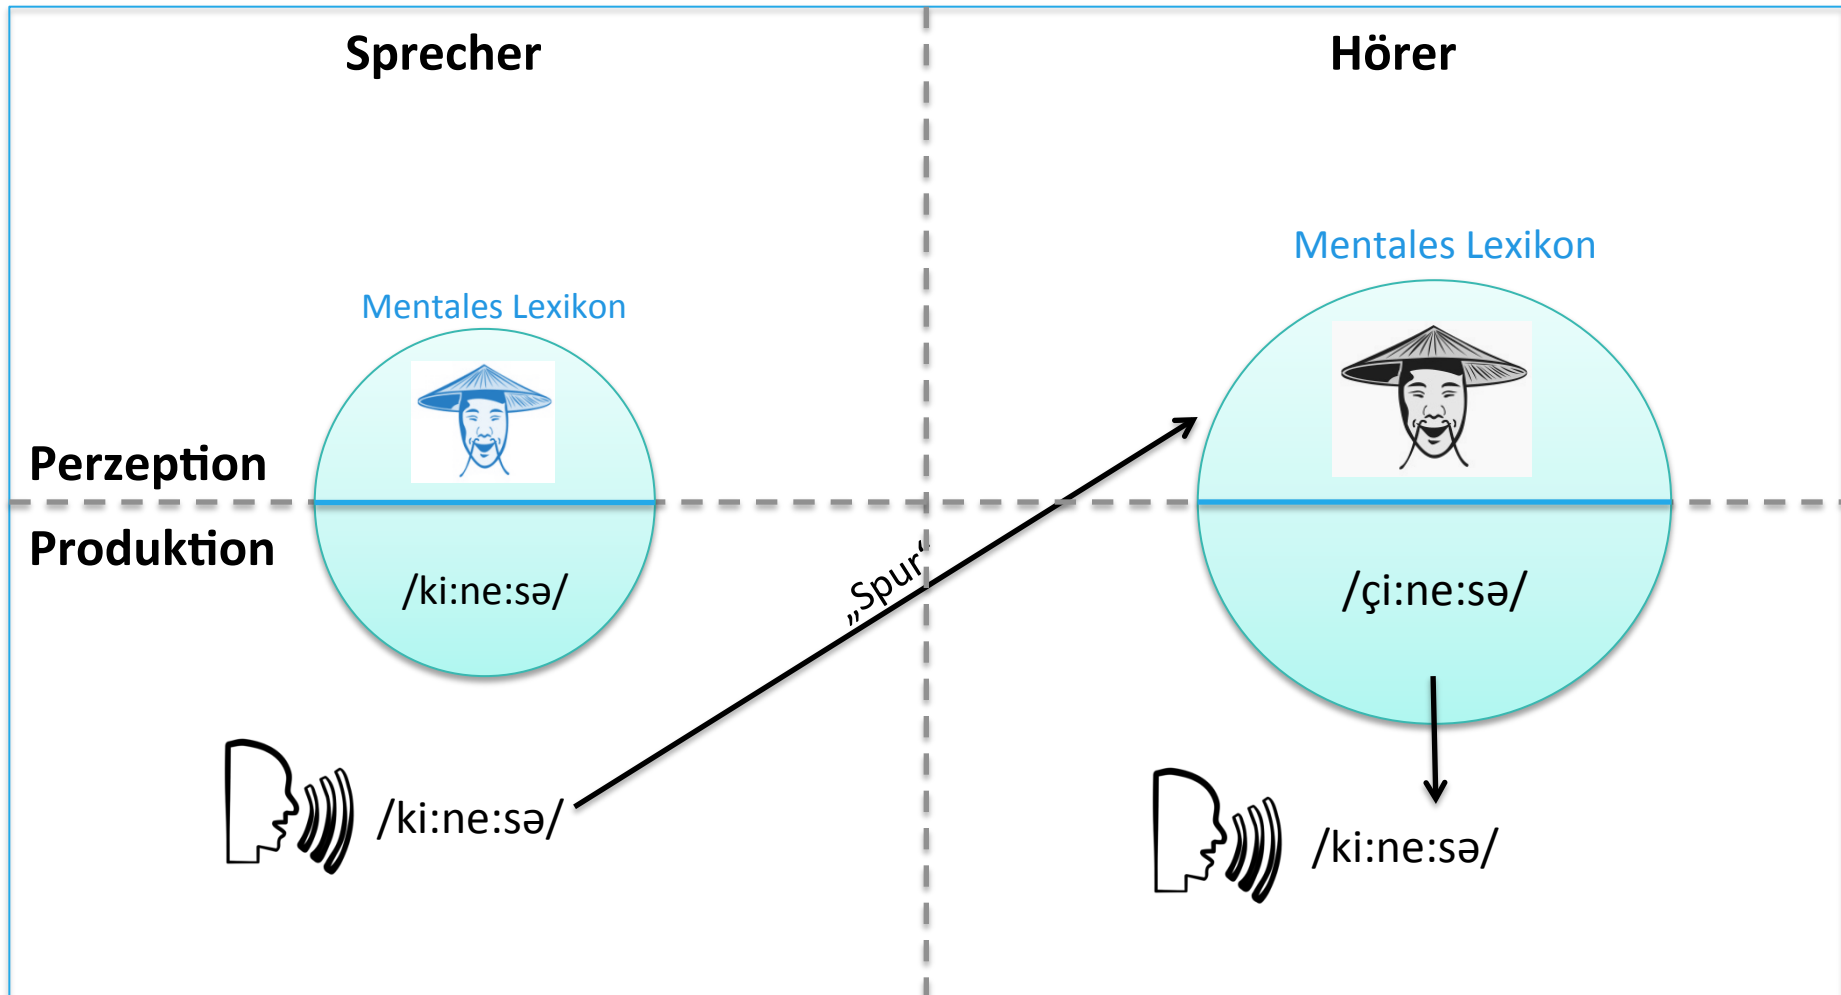 Sprecher
Hörer
Mentales Lexikon
Mentales Lexikon
Perzeption
Produktion
/ki:ne:sə/
„Spur“
/çi:ne:sə/
/ki:ne:sə/
/ki:ne:sə/